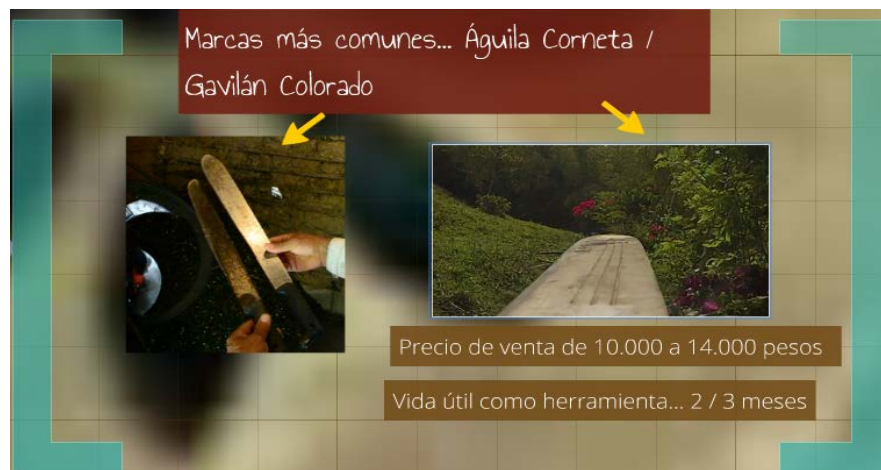 Marcas más comunes... Águila Corneta /
Gavilán Colorado
Precio de venta de 10.000 a 14.000 pesos
Vida útil como herramienta... 2 / 3 meses